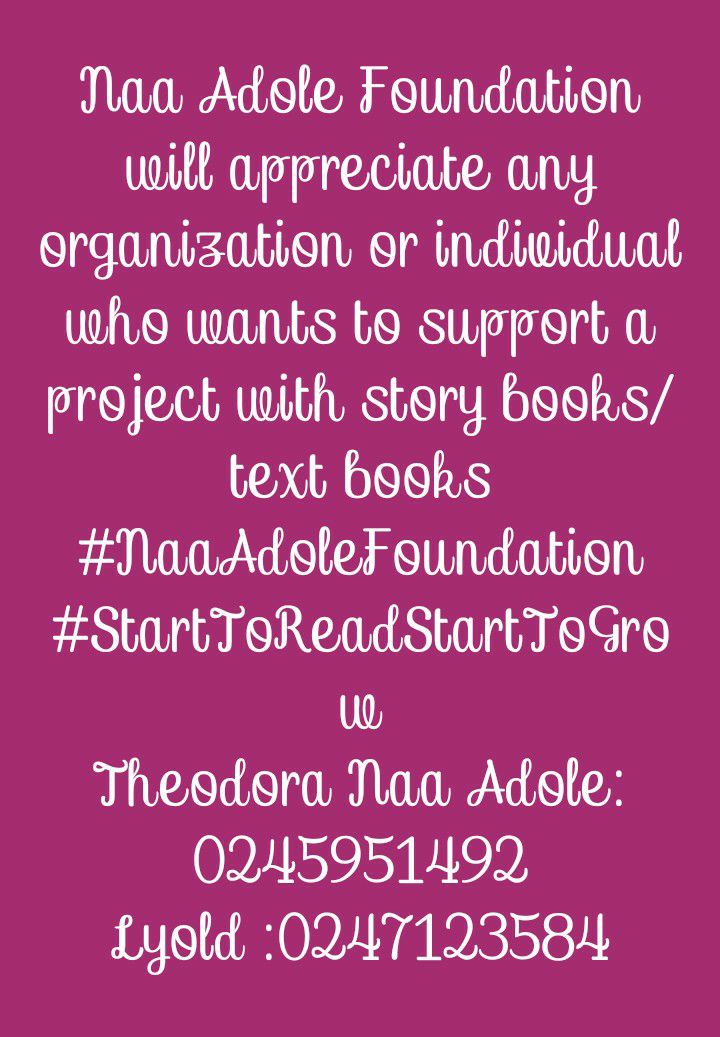 Naa Adole Foundation
will appreciate any
organization or individual
who wants to support a
project with story books/
text books
#NaaAdoleFoundation
#StartToReadStartToGro
w
Theodora Naa Adole:
0245951492
Lyold :0247123584